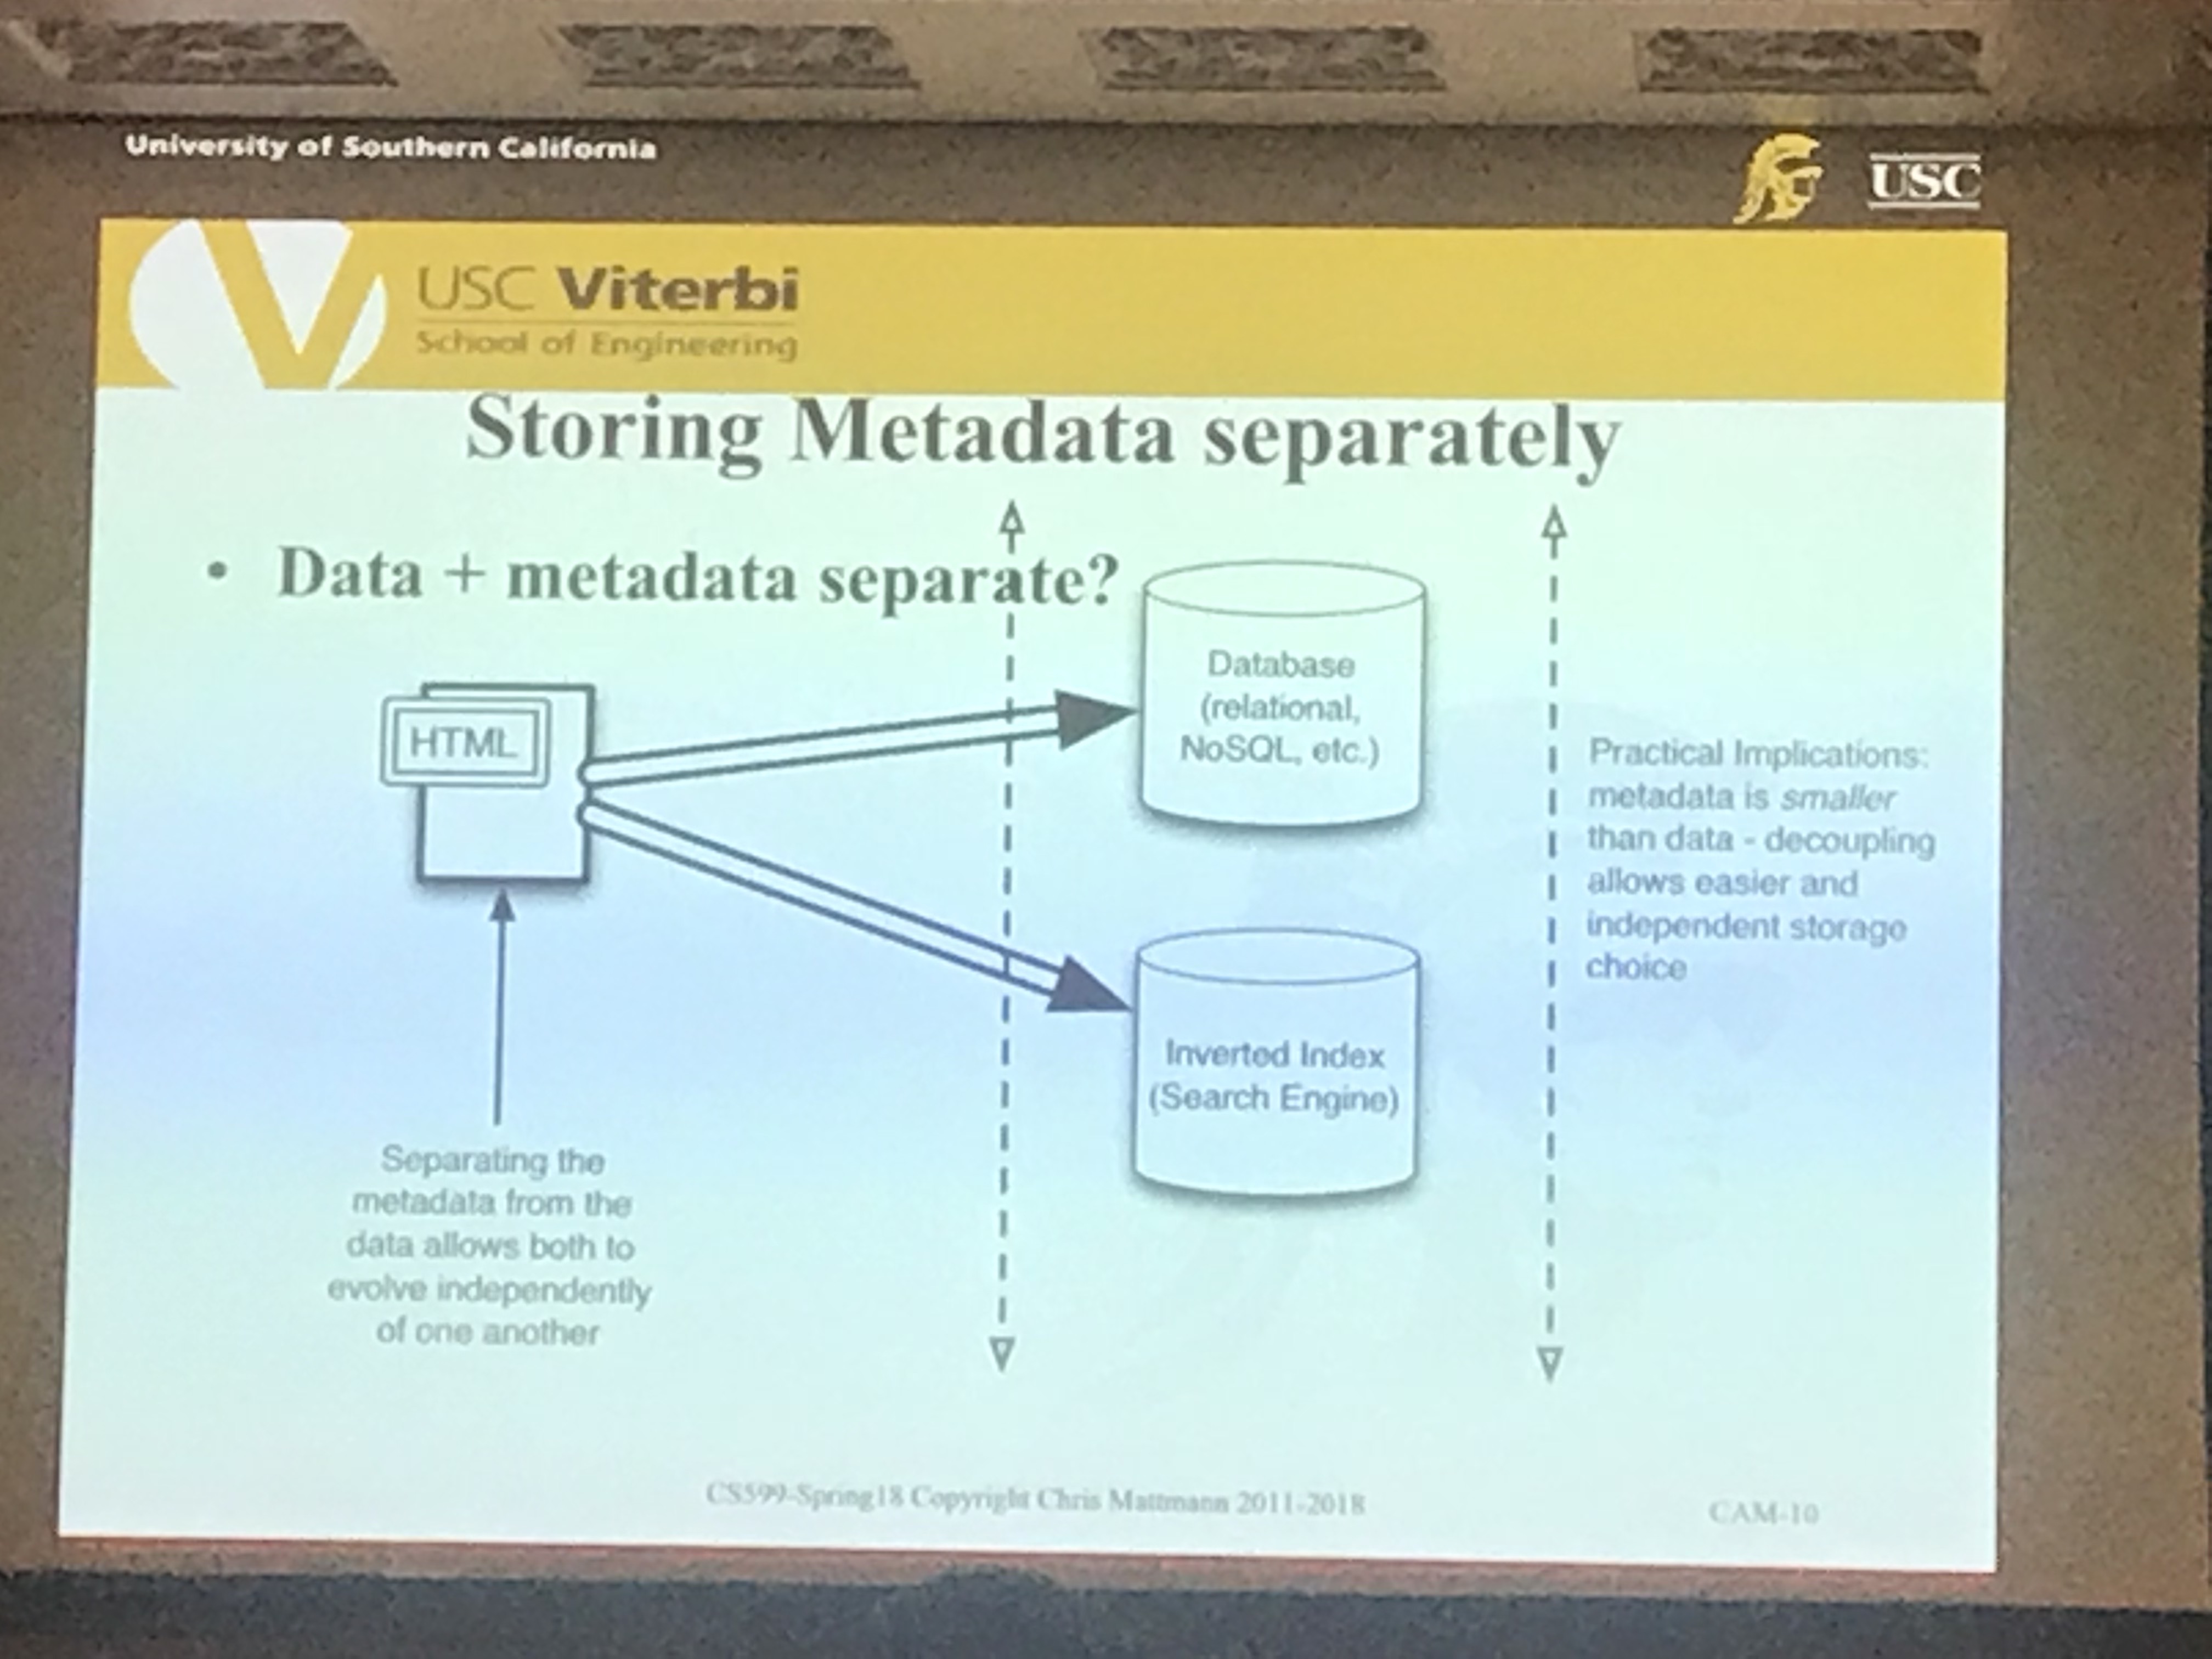 University of Southern California
USC
USC Viterbi
School of Engineering
Storing Metadata separately
• Data + metadata separate?
HTML
Database
(relational,
NoSQL, etc.)
Practical Implications:
metadata is smaller
than data - decoupling
allows easier and
independent storage
choice
Inverted Index
(Search Engine)
Separating the
metadata from the
data allows both to
evolve independently
of one another
CS599-Spring18 Copyright Chris Mattmann 2011-2018
CAM-10